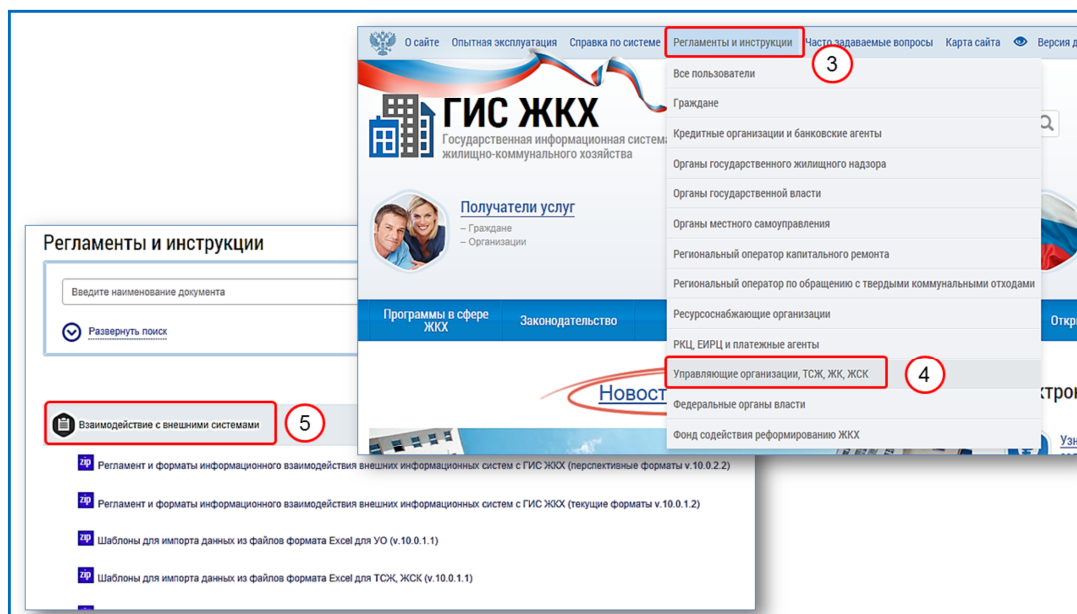 О сайте Опытная эксплуатация Справка по системе Регламенты и инструкции Часто задаваемые вопросы Карта сайта Версия д
3
Все пользователи
Граждане
Кредитные организации и банковские агенты
Органы государственного жилищного надзора
Органы государственной власти
Органы местного самоуправления
Региональный оператор капитального ремонта
Региональный оператор по обращению с твердыми коммунальными отходами
Ресурсоснабжающие организации
РКЦ, ЕИРЦ и платежные агенты
Управляющие организации, ТСЖ, ЖК, ЖСК
4
Федеральные органы власти
Фонд содействия реформированию ЖКХ
ГИС ЖКХ
Государственная информационная система
жилищно-коммунального хозяйства
Получатели услуг
– Граждане
– Организации
Программы в сфере
ЖКХ
Законодательство
Откры
Новост
ктрон
Узн
Регламенты и инструкции
Введите наименование документа
Развернуть поиск
Взаимодействие с внешними системами
5
zip Регламент и форматы информационного взаимодействия внешних информационных систем с ГИС ЖКХ (перспективные форматы v.10.0.2.2)
zip Регламент и форматы информационного взаимодействия внешних информационных систем с ГИС ЖКХ (текущие форматы v.10.0.1.2)
zip Шаблоны для импорта данных из файлов формата Excel для УО (v.10.0.1.1)
zip Шаблоны для импорта данных из файлов формата Excel для ТСЖ, ЖСК (v.10.0.1.1)